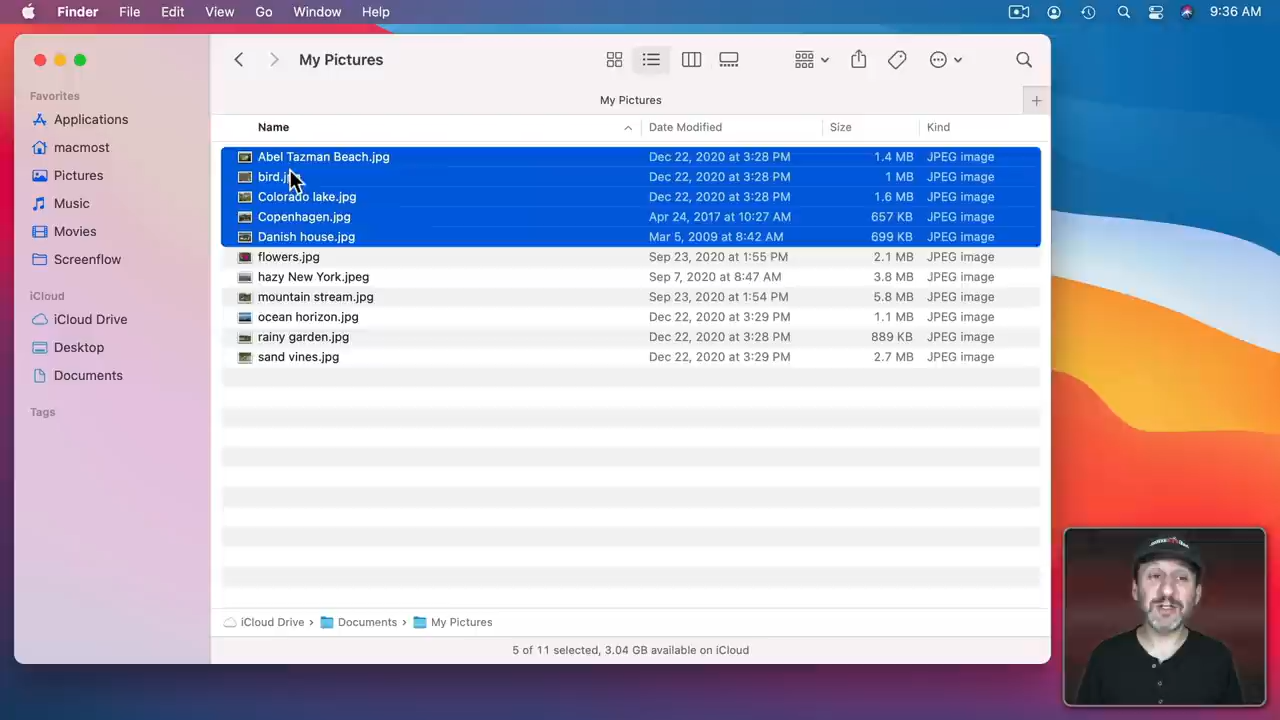 Finder File Edit View Go Window Help 9:36 AM
My Pictures
Favorites
Applications
macmost
Pictures
Music
Movies
Screenflow
iCloud
iCloud Drive
Desktop
Documents
Tags
My Pictures
Name Date Modified Size Kind
Abel Tazman Beach.jpg Dec 22, 2020 at 3:28 PM 1.4 MB JPEG image
bird.j Dec 22, 2020 at 3:28 PM 1 MB JPEG image
Colorado lake.jpg Dec 22, 2020 at 3:28 PM 1.6 MB JPEG image
Copenhagen.jpg Apr 24, 2017 at 10:27 AM 657 KB JPEG image
Danish house.jpg Mar 5, 2009 at 8:42 AM 699 KB JPEG image
flowers.jpg Sep 23, 2020 at 1:55 PM 2.1 MB JPEG image
hazy New York.jpeg Sep 7, 2020 at 8:47 AM 3.8 MB JPEG image
mountain stream.jpg Sep 23, 2020 at 1:54 PM 5.8 MB JPEG image
ocean horizon.jpg Dec 22, 2020 at 3:29 PM 1.1 MB JPEG image
rainy garden.jpg Dec 22, 2020 at 3:28 PM 889 KB JPEG image
sand vines.jpg Dec 22, 2020 at 3:29 PM 2.7 MB JPEG image
iCloud Drive › Documents › My Pictures
5 of 11 selected, 3.04 GB available on iCloud